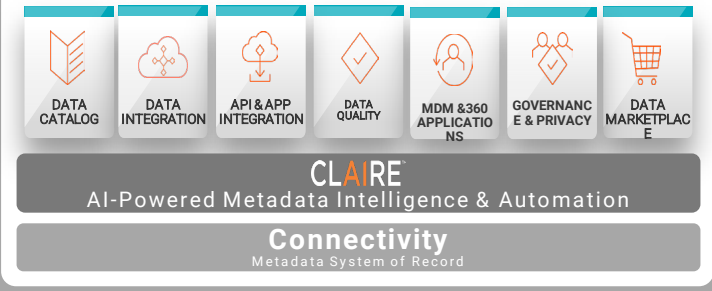 DATA
CATALOG
DATA
INTEGRATION
API & APP
INTEGRATION
DATA
QUALITY
MDM &360
APPLICATIO
NS
GOVERNANC
E & PRIVACY
DATA
MARKETPLAC
E
CLAIRE™
AI-Powered Metadata Intelligence & Automation
Connectivity
Metadata System of Record